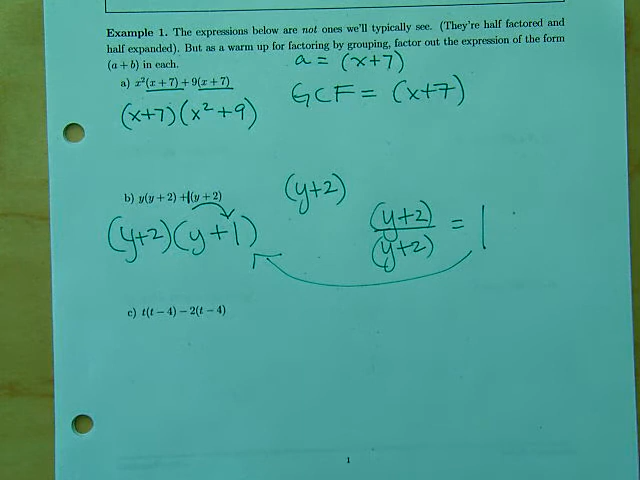 Example 1. The expressions below are not ones we'll typically see. (They're half factored and
half expanded). But as a warm up for factoring by grouping, factor out the expression of the form
(a + b) in each.
a = (x+7)
a) x²(x + 7) + 9(x + 7)
GCF = (x+7)
(x+7)(x²+9)
b) y(y + 2) + 1(y + 2)
(y+2)
(y+2)(y+1)
(y+2)/(y+2) = 1
c) t(t − 4) − 2(t − 4)
1